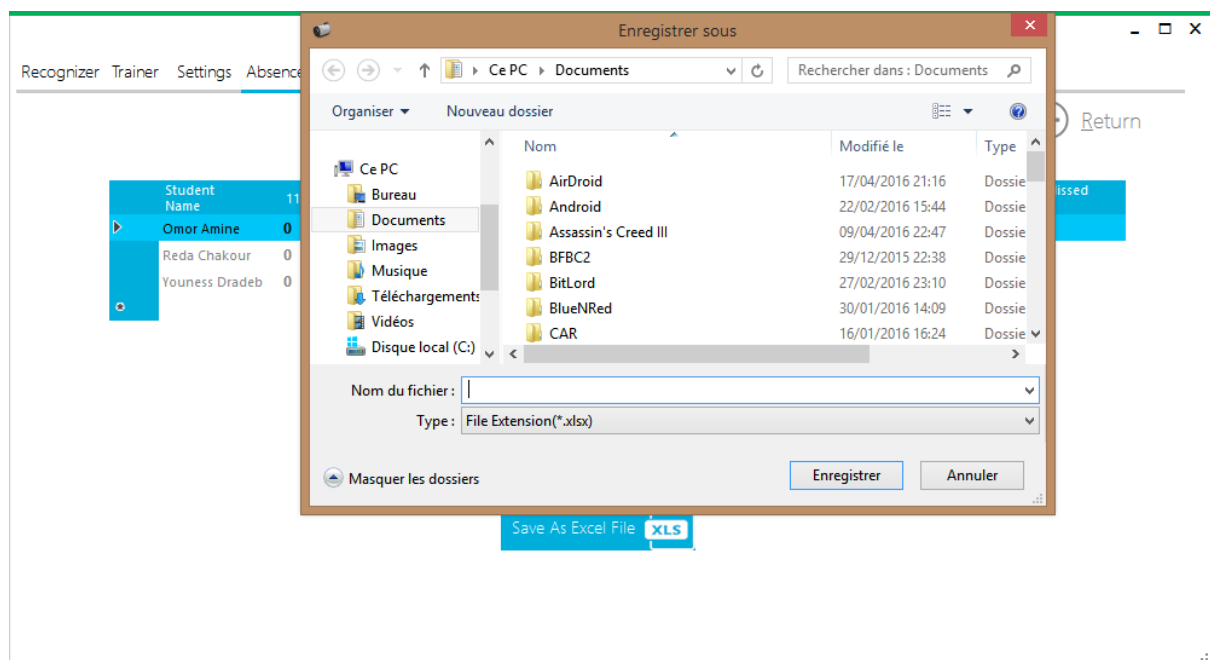 Enregistrer sous
Recognizer Trainer Settings Absence
Ce PC Documents Rechercher dans : Documents
Organiser Nouveau dossier
Return
Nom Modifié le Type
Ce PC
Bureau
Documents
Images
Musique
Téléchargements
Vidéos
Disque local (C:)
AirDroid 17/04/2016 21:16 Dossie
Android 22/02/2016 15:44 Dossie
Assassin's Creed III 09/04/2016 22:47 Dossie
BFBC2 29/12/2015 22:38 Dossie
BitLord 27/02/2016 23:10 Dossie
BlueNRed 30/01/2016 14:09 Dossie
CAR 16/01/2016 16:24 Dossie
Student
Name 11 issed
Omor Amine 0
Reda Chakour 0
Youness Dradeb 0
Nom du fichier :
Type : File Extension(*.xlsx)
Masquer les dossiers Enregistrer Annuler
Save As Excel File XLS